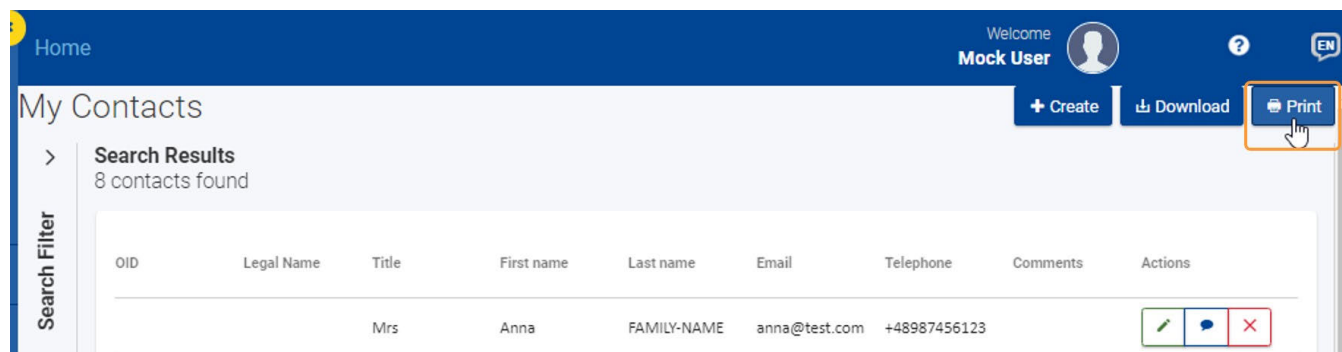 Home
Welcome
Mock User
?
EN
My Contacts
+ Create
Download
Print
Search Results
8 contacts found
Search Filter
OID Legal Name Title First name Last name Email Telephone Comments Actions
Mrs Anna FAMILY-NAME anna@test.com +48987456123